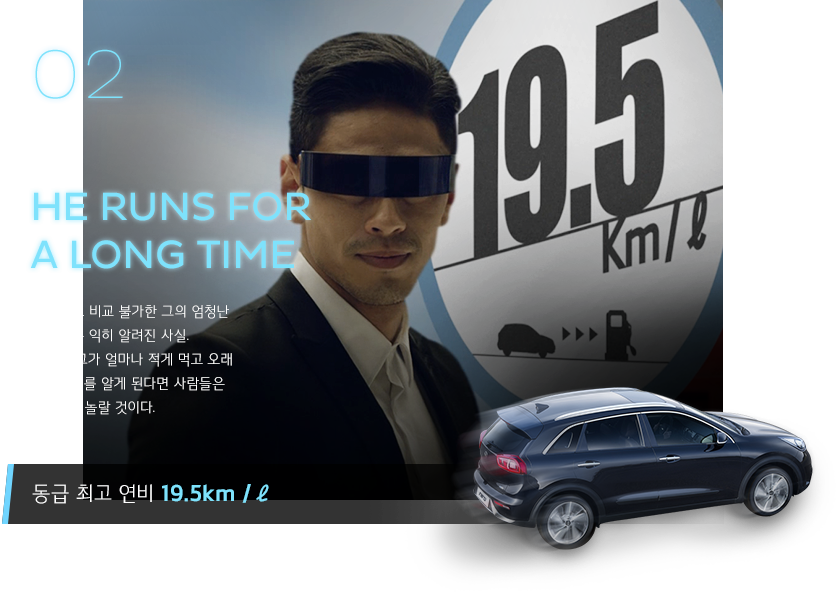 02
19.5
Km/ℓ
HE RUNS FOR
A LONG TIME
비교 불가한 그의 엄청난
익히 알려진 사실.
얼마나 적게 먹고 오래
를 알게 된다면 사람들은
놀랄 것이다.
동급 최고 연비 19.5km / ℓ